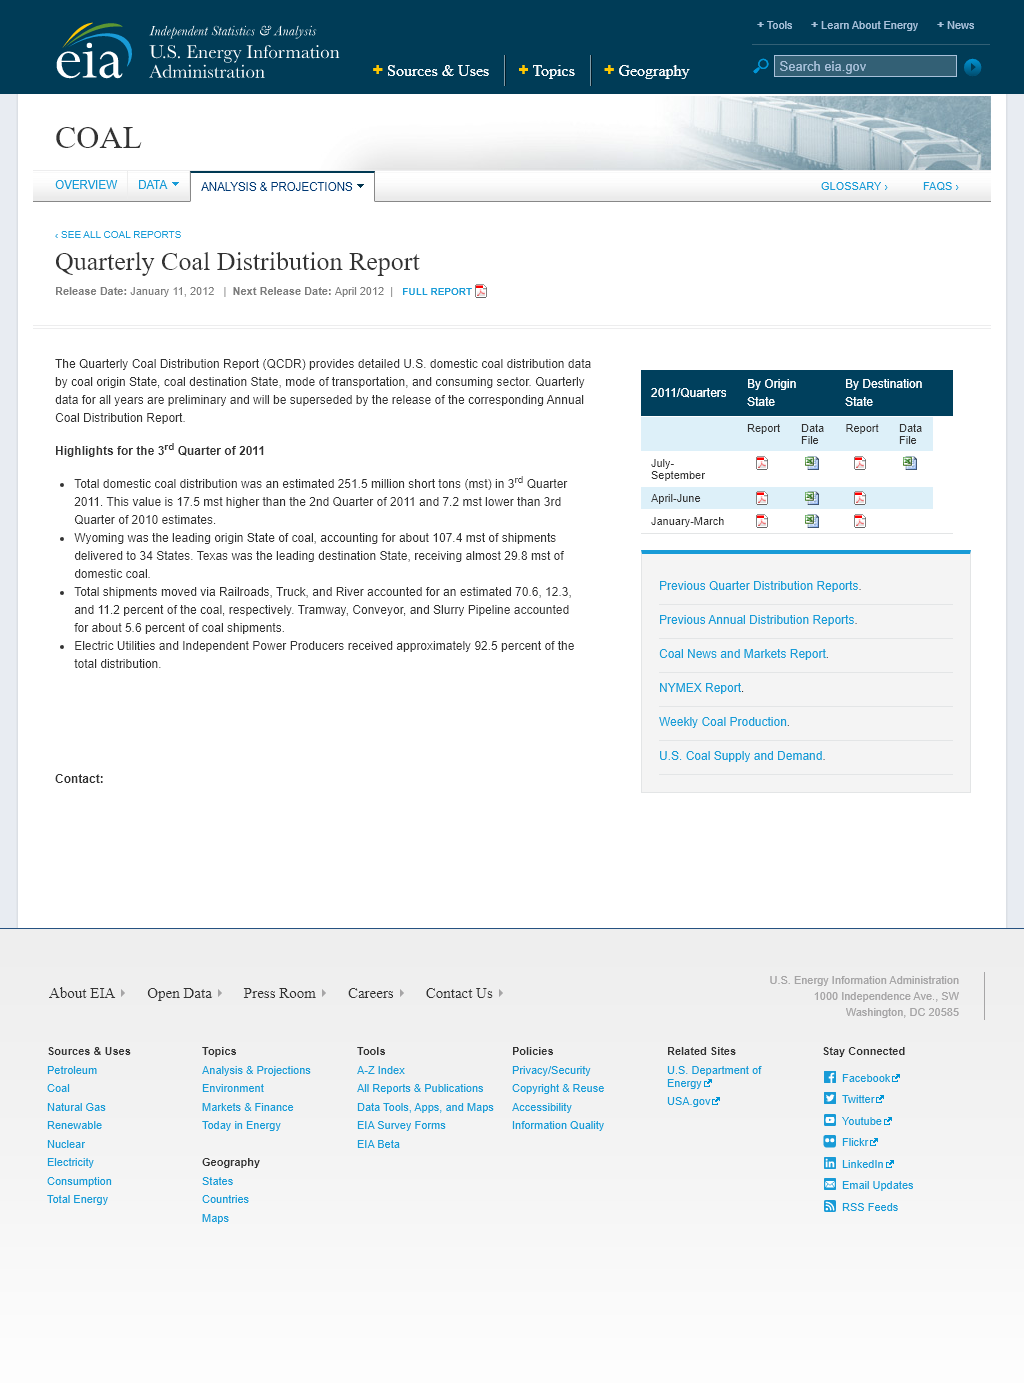 Tools
Learn About Energy
News
eia
Independent Statistics & Analysis
U.S. Energy Information
Administration
Sources & Uses
Topics
Geography
Search eia.gov
COAL
OVERVIEW
DATA
ANALYSIS & PROJECTIONS
GLOSSARY ›
FAQS ›
‹ SEE ALL COAL REPORTS
Quarterly Coal Distribution Report
Release Date: January 11, 2012 | Next Release Date: April 2012 | FULL REPORT
The Quarterly Coal Distribution Report (QCDR) provides detailed U.S. domestic coal distribution data
by coal origin State, coal destination State, mode of transportation, and consuming sector. Quarterly
data for all years are preliminary and will be superseded by the release of the corresponding Annual
Coal Distribution Report.
Highlights for the 3rd Quarter of 2011
• Total domestic coal distribution was an estimated 251.5 million short tons (mst) in 3rd Quarter
2011. This value is 17.5 mst higher than the 2nd Quarter of 2011 and 7.2 mst lower than 3rd
Quarter of 2010 estimates.
• Wyoming was the leading origin State of coal, accounting for about 107.4 mst of shipments
delivered to 34 States. Texas was the leading destination State, receiving almost 29.8 mst of
domestic coal.
• Total shipments moved via Railroads, Truck, and River accounted for an estimated 70.6, 12.3,
and 11.2 percent of the coal, respectively. Tramway, Conveyor, and Slurry Pipeline accounted
for about 5.6 percent of coal shipments.
• Electric Utilities and Independent Power Producers received approximately 92.5 percent of the
total distribution.
Contact:
2011/Quarters
By Origin
State
By Destination
State
Report
Data
File
Report
Data
File
July-
September
April-June
January-March
Previous Quarter Distribution Reports.
Previous Annual Distribution Reports.
Coal News and Markets Report.
NYMEX Report.
Weekly Coal Production.
U.S. Coal Supply and Demand.
About EIA
Open Data
Press Room
Careers
Contact Us
U.S. Energy Information Administration
1000 Independence Ave., SW
Washington, DC 20585
Sources & Uses
Petroleum
Coal
Natural Gas
Renewable
Nuclear
Electricity
Consumption
Total Energy
Topics
Analysis & Projections
Environment
Markets & Finance
Today in Energy
Geography
States
Countries
Maps
Tools
A-Z Index
All Reports & Publications
Data Tools, Apps, and Maps
EIA Survey Forms
EIA Beta
Policies
Privacy/Security
Copyright & Reuse
Accessibility
Information Quality
Related Sites
U.S. Department of
Energy
USA.gov
Stay Connected
Facebook
Twitter
Youtube
Flickr
LinkedIn
Email Updates
RSS Feeds